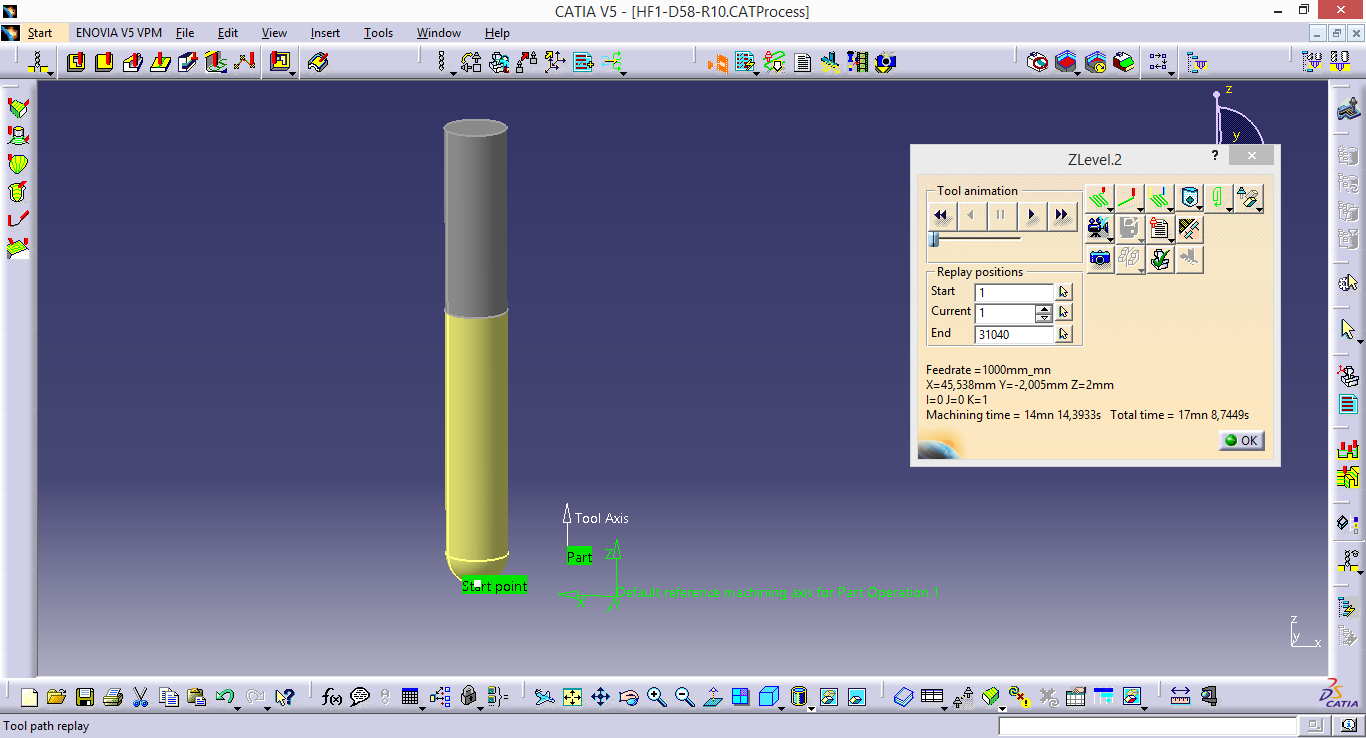 CATIA V5 - [HF1-D58-R10.CATProcess]
Start ENOVIA V5 VPM File Edit View Insert Tools Window Help
z
y
ZLevel.2
?
Tool animation
Replay positions
Start 1
Current 1
End 31040
Feedrate =1000mm_mn
X=45,538mm Y=-2,005mm Z=2mm
I=0 J=0 K=1
Machining time = 14mn 14,3933s Total time = 17mn 8,7449s
OK
Tool Axis
Part
Z
Start point
Default reference machining axis for Part Operation.1
X
Y
z
y x
f(x)
CATIA
Tool path replay